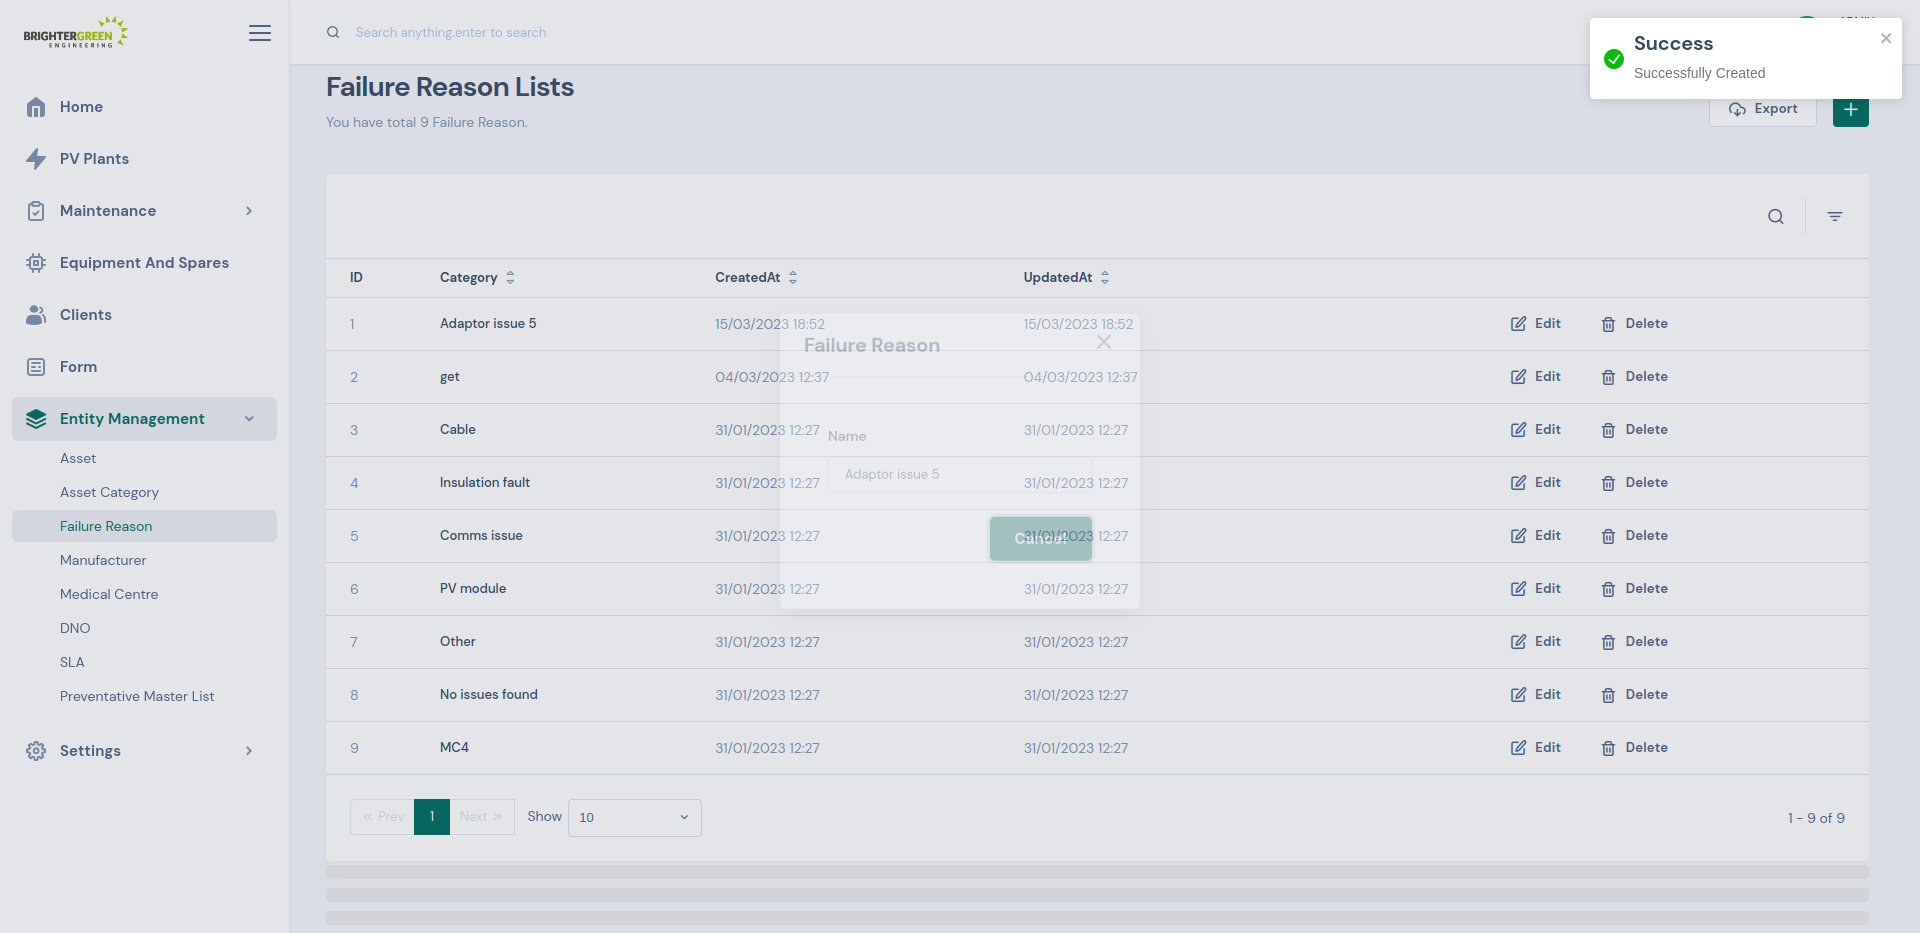 BRIGHTERGREEN
ENGINEERING
Home
PV Plants
Maintenance
Equipment And Spares
Clients
Form
Entity Management
Asset
Asset Category
Failure Reason
Manufacturer
Medical Centre
DNO
SLA
Preventative Master List
Settings
Search anything.enter to search
Success
Successfully Created
Failure Reason Lists
You have total 9 Failure Reason.
Export
ID Category CreatedAt UpdatedAt
1 Adaptor issue 5 15/03/2023 18:52 15/03/2023 18:52 Edit Delete
2 get 04/03/2023 12:37 04/03/2023 12:37 Edit Delete
3 Cable 31/01/2023 12:27 31/01/2023 12:27 Edit Delete
4 Insulation fault 31/01/2023 12:27 31/01/2023 12:27 Edit Delete
5 Comms issue 31/01/2023 12:27 31/01/2023 12:27 Edit Delete
6 PV module 31/01/2023 12:27 31/01/2023 12:27 Edit Delete
7 Other 31/01/2023 12:27 31/01/2023 12:27 Edit Delete
8 No issues found 31/01/2023 12:27 31/01/2023 12:27 Edit Delete
9 MC4 31/01/2023 12:27 31/01/2023 12:27 Edit Delete
Failure Reason
Name
Adaptor issue 5
Cancel
« Prev 1 Next » Show 10
1 - 9 of 9